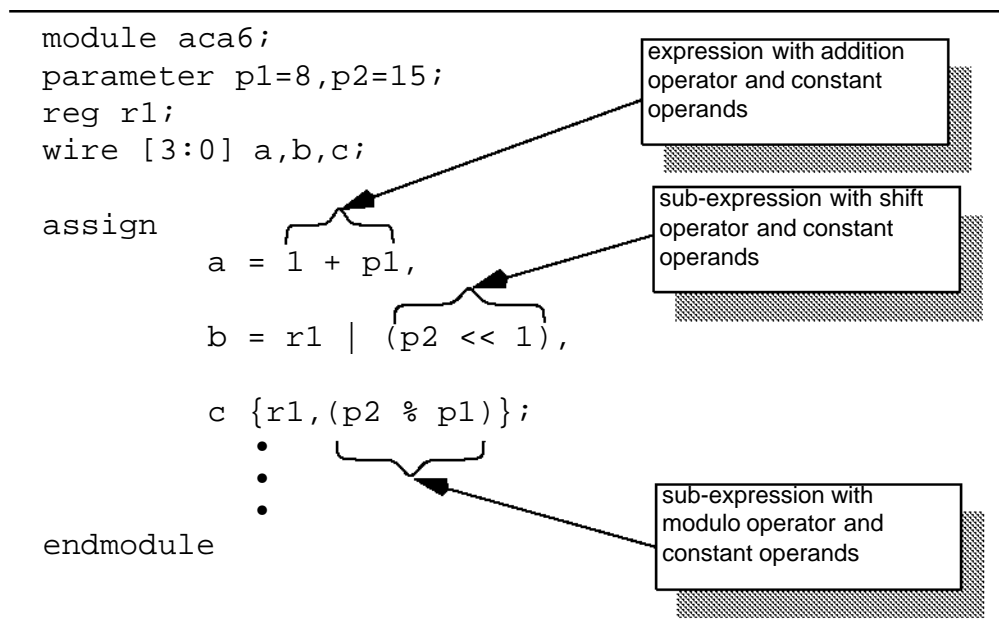 module aca6;
parameter p1=8,p2=15;
reg r1;
wire [3:0] a,b,c;
expression with addition
operator and constant
operands
assign
a = 1 + p1,
sub-expression with shift
operator and constant
operands
b = r1 | (p2 << 1),
c {r1,(p2 % p1)};
•
•
•
sub-expression with
modulo operator and
constant operands
endmodule